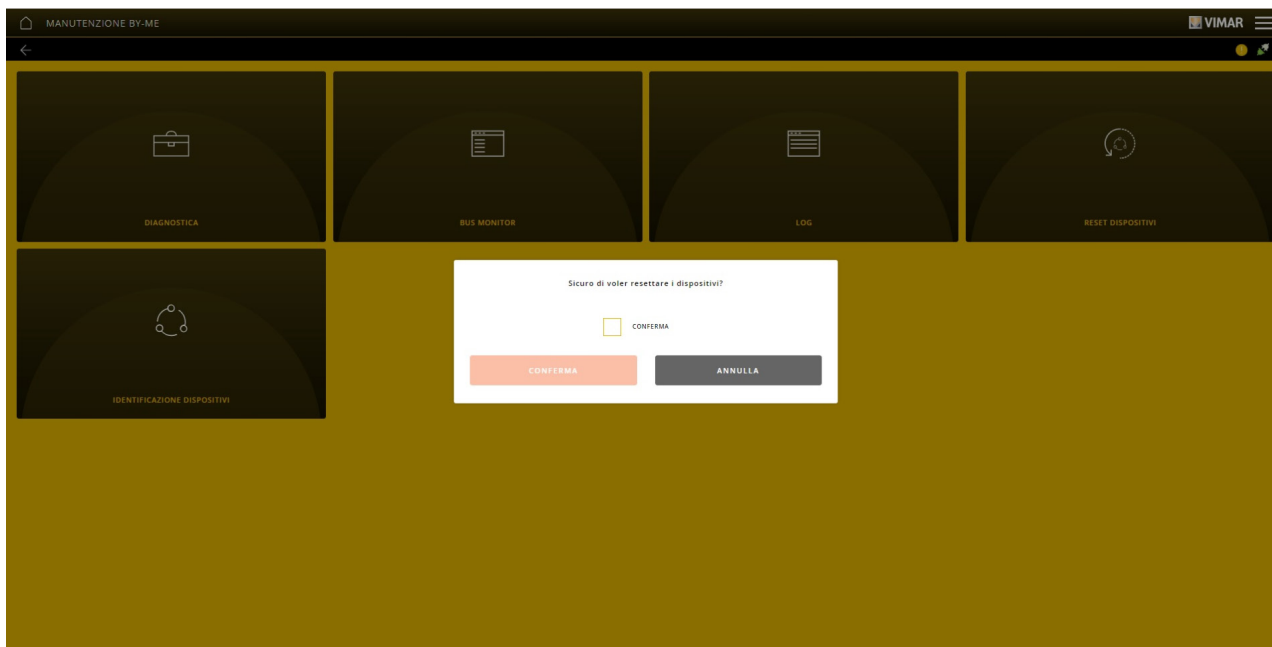 MANUTENZIONE BY-ME
VIMAR
DIAGNOSTICA
BUS MONITOR
LOG
RESET DISPOSITIVI
IDENTIFICAZIONE DISPOSITIVI
Sicuro di voler resettare i dispositivi?
CONFERMA
CONFERMA
ANNULLA